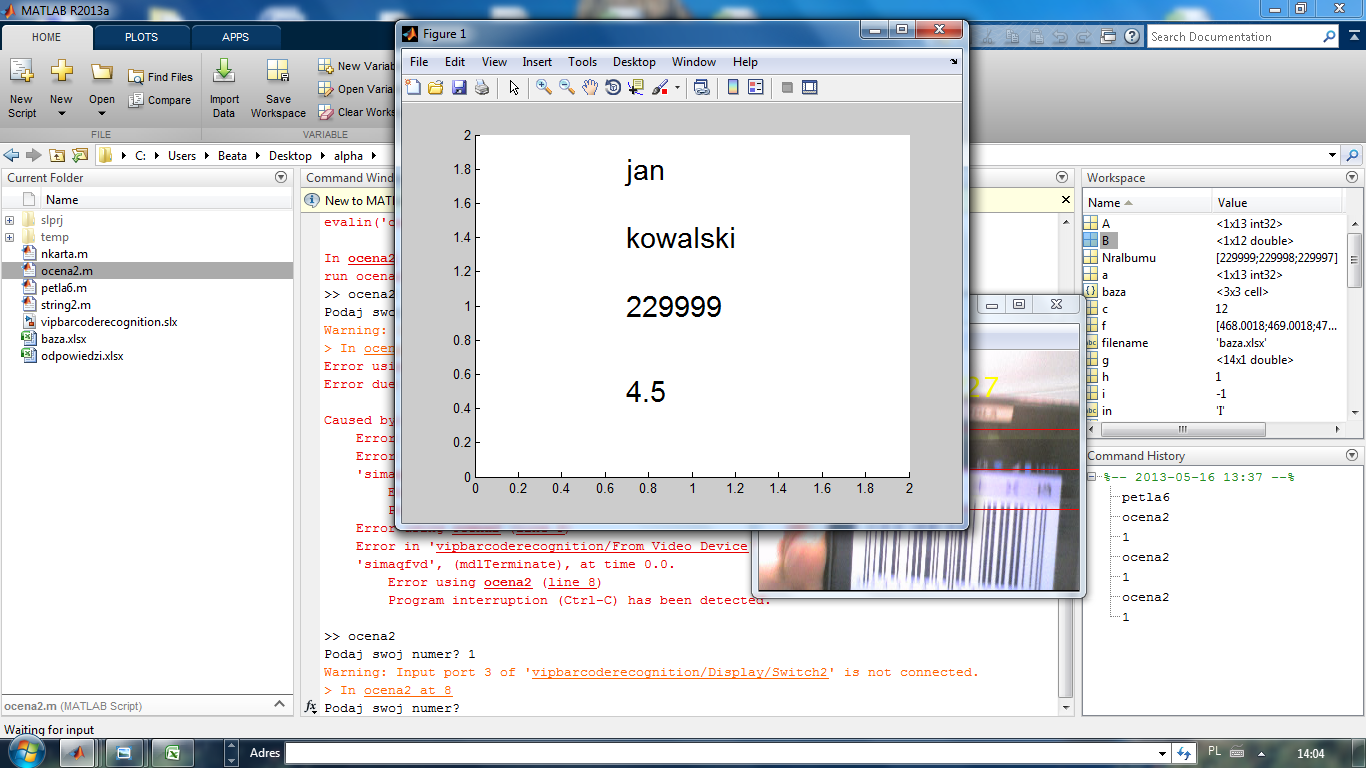 MATLAB R2013a
HOME
PLOTS
APPS
Search Documentation
New Script
New
Open
Find Files
Compare
Import Data
Save Workspace
New Variab
Open Varia
Clear Works
FILE
VARIABLE
C: Users Beata Desktop alpha
Current Folder
Name
slprj
temp
nkarta.m
ocena2.m
petla6.m
string2.m
vipbarcoderecognition.slx
baza.xlsx
odpowiedzi.xlsx
ocena2.m (MATLAB Script)
Waiting for input
Command Wind
New to MATL
evalin('c
In ocena2
run ocena
>> ocena2
Podaj swo
Warning:
> In ocen
Error usi
Error due
Caused by
Erro
Erro
'sima
E
Error in 'vipbarcoderecognition/From Video Device
'simaqfvd', (mdlTerminate), at time 0.0.
Error using ocena2 (line 8)
Program interruption (Ctrl-C) has been detected.
>> ocena2
Podaj swoj numer? 1
Warning: Input port 3 of 'vipbarcoderecognition/Display/Switch2' is not connected.
> In ocena2 at 8
fx Podaj swoj numer?
Figure 1
File Edit View Insert Tools Desktop Window Help
2
1.8
1.6
1.4
1.2
1
0.8
0.6
0.4
0.2
0
jan
kowalski
229999
4.5
0 0.2 0.4 0.6 0.8 1 1.2 1.4 1.6 1.8 2
27
Workspace
Name Value
A <1x13 int32>
B <1x12 double>
Nralbumu [229999;229998;229997]
a <1x13 int32>
baza <3x3 cell>
c 12
f [468.0018;469.0018;47...
filename 'baza.xlsx'
g <14x1 double>
h 1
i -1
in 'I'
Command History
%-- 2013-05-16 13:37 --%
petla6
ocena2
1
ocena2
1
ocena2
1
Adres
PL
14:04